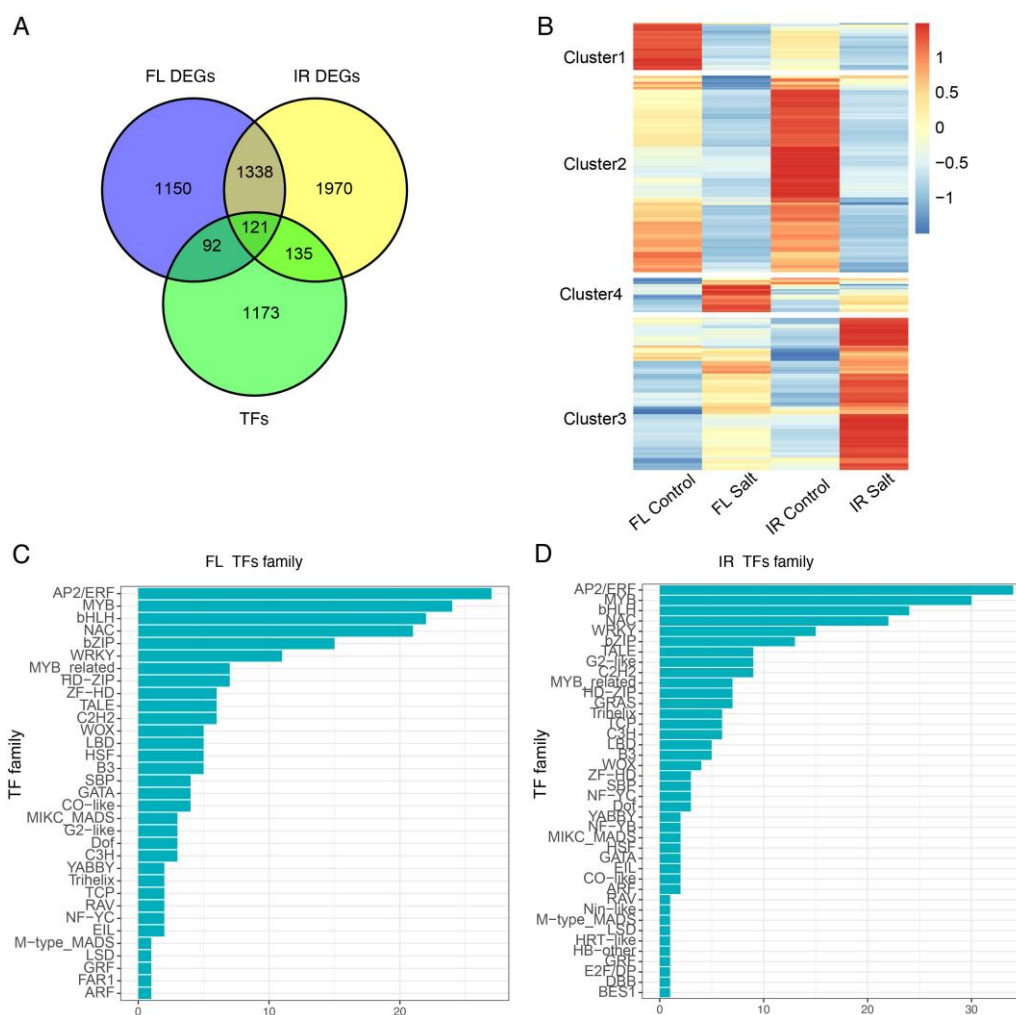 A
FL DEGs
IR DEGs
1150
1338
1970
92
121
135
1173
TFs
B
Cluster1
Cluster2
Cluster4
Cluster3
1
0.5
0
−0.5
−1
FL Control
FL Salt
IR Control
IR Salt
C
FL TFs family
TF family
AP2/ERF
MYB
bHLH
NAC
bZIP
WRKY
MYB_related
HD−ZIP
ZF−HD
TALE
C2H2
WOX
LBD
HSF
B3
SBP
GATA
CO−like
MIKC_MADS
G2−like
Dof
C3H
YABBY
Trihelix
TCP
RAV
NF−YC
EIL
M−type_MADS
LSD
GRF
FAR1
ARF
0
10
20
D
IR TFs family
TF family
AP2/ERF
MYB
bHLH
NAC
WRKY
bZIP
TALE
G2−like
C2H2
MYB_related
HD−ZIP
GRAS
Trihelix
TCP
C3H
LBD
B3
WOX
ZF−HD
SBP
NF−YC
Dof
YABBY
NF−YB
MIKC_MADS
HSF
GATA
EIL
CO−like
ARF
RAV
Nin−like
M−type_MADS
LSD
HRT−like
HB−other
GRF
E2F/DP
DBB
BES1
0
10
20
30